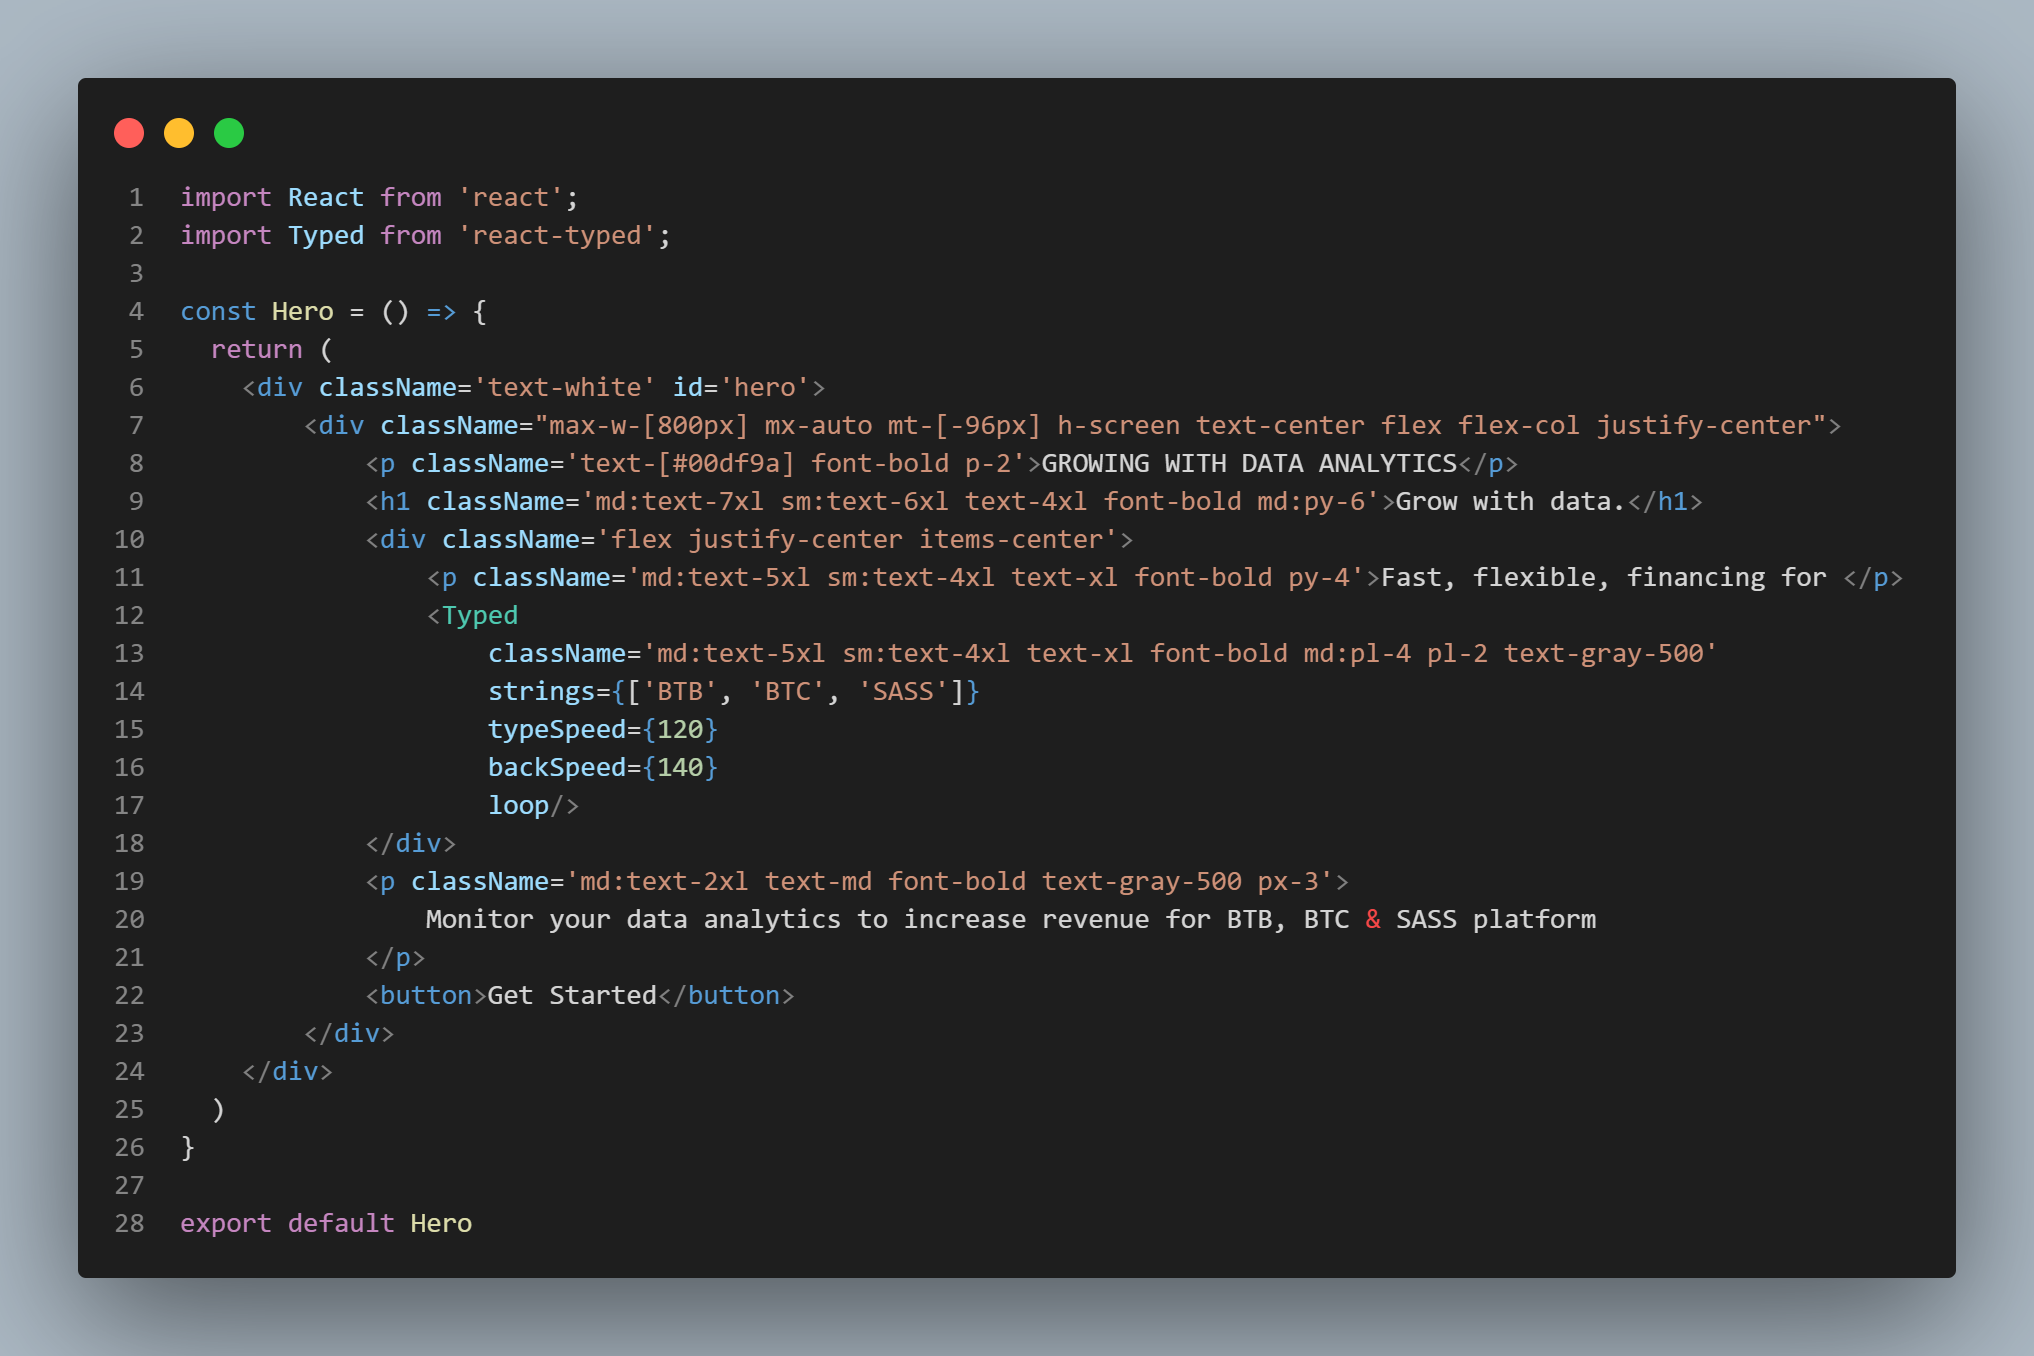 1 import React from 'react';
2 import Typed from 'react-typed';
3
4 const Hero = () => {
5   return (
6     <div className='text-white' id='hero'>
7         <div className="max-w-[800px] mx-auto mt-[-96px] h-screen text-center flex flex-col justify-center">
8             <p className='text-[#00df9a] font-bold p-2'>GROWING WITH DATA ANALYTICS</p>
9             <h1 className='md:text-7xl sm:text-6xl text-4xl font-bold md:py-6'>Grow with data.</h1>
10             <div className='flex justify-center items-center'>
11                 <p className='md:text-5xl sm:text-4xl text-xl font-bold py-4'>Fast, flexible, financing for </p>
12                 <Typed
13                     className='md:text-5xl sm:text-4xl text-xl font-bold md:pl-4 pl-2 text-gray-500'
14                     strings={['BTB', 'BTC', 'SASS']}
15                     typeSpeed={120}
16                     backSpeed={140}
17                     loop/>
18             </div>
19             <p className='md:text-2xl text-md font-bold text-gray-500 px-3'>
20                 Monitor your data analytics to increase revenue for BTB, BTC & SASS platform
21             </p>
22             <button>Get Started</button>
23         </div>
24     </div>
25   )
26 }
27
28 export default Hero